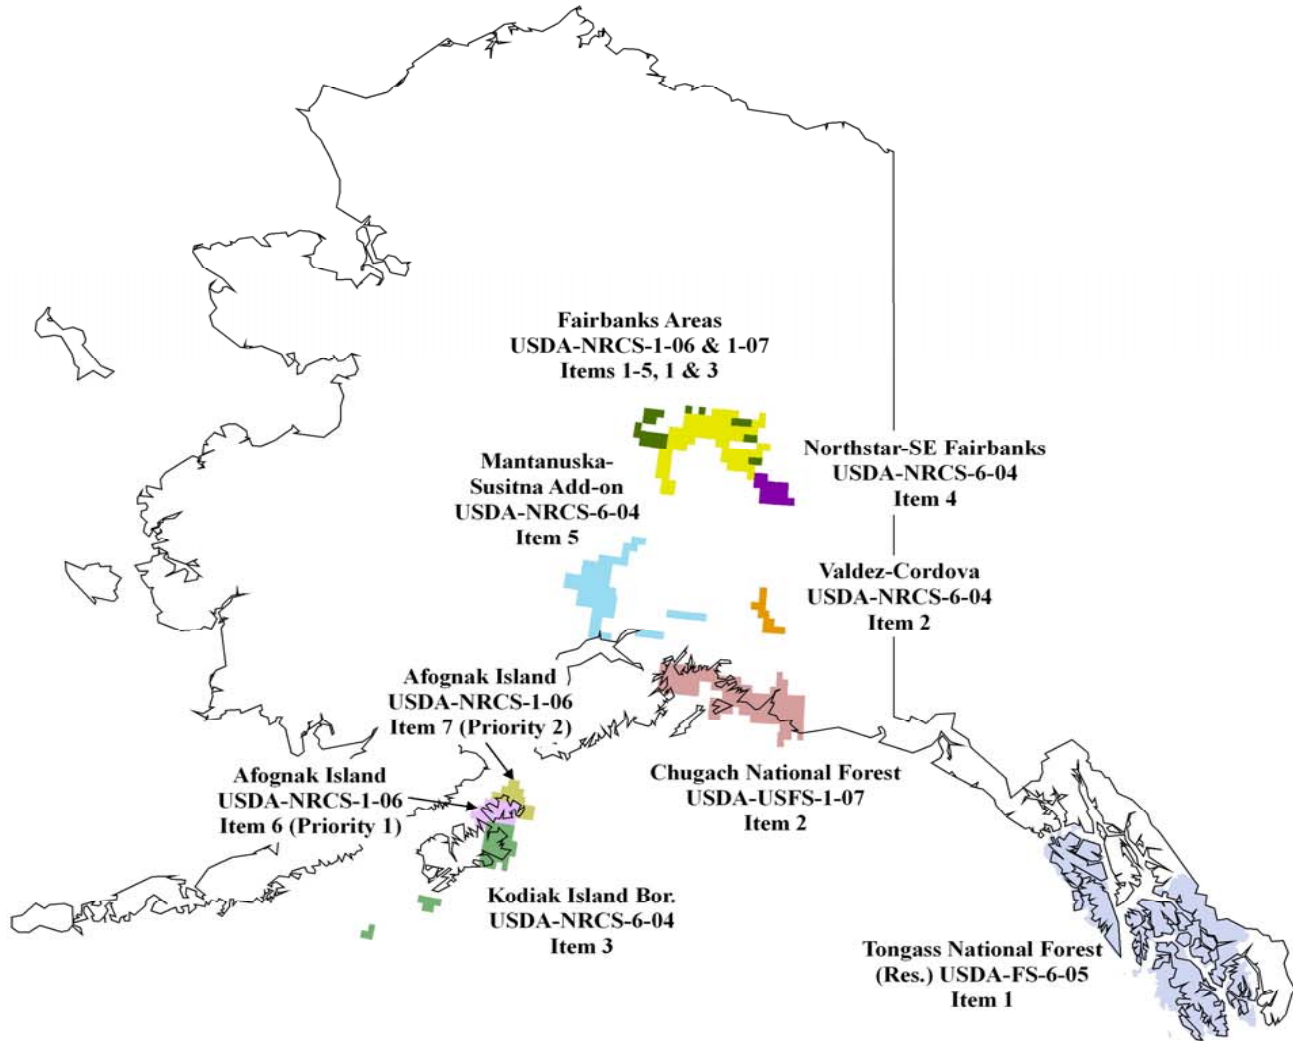 Fairbanks Areas
USDA-NRCS-1-06 & 1-07
Items 1-5, 1 & 3
Northstar-SE Fairbanks
USDA-NRCS-6-04
Item 4
Mantanuska-
Susitna Add-on
USDA-NRCS-6-04
Item 5
Valdez-Cordova
USDA-NRCS-6-04
Item 2
Afognak Island
USDA-NRCS-1-06
Item 7 (Priority 2)
Afognak Island
USDA-NRCS-1-06
Item 6 (Priority 1)
Chugach National Forest
USDA-USFS-1-07
Item 2
Kodiak Island Bor.
USDA-NRCS-6-04
Item 3
Tongass National Forest
(Res.) USDA-FS-6-05
Item 1